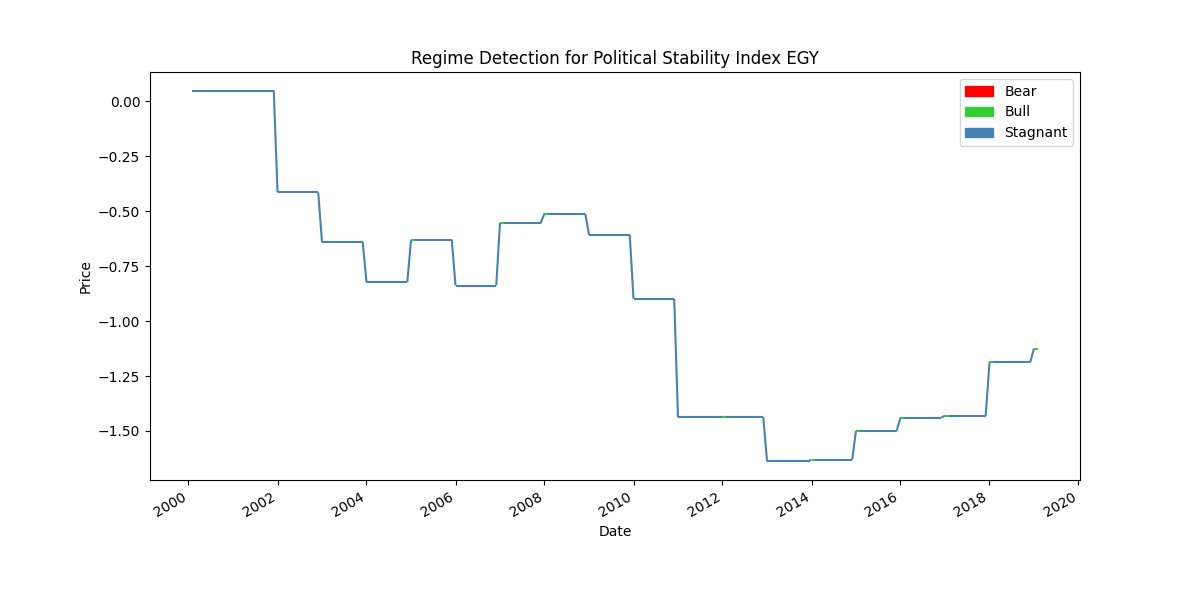 Regime Detection for Political Stability Index EGY
Bear
Bull
Stagnant
Price
0.00
−0.25
−0.50
−0.75
−1.00
−1.25
−1.50
2000 2002 2004 2006 2008 2010 2012 2014 2016 2018 2020
Date